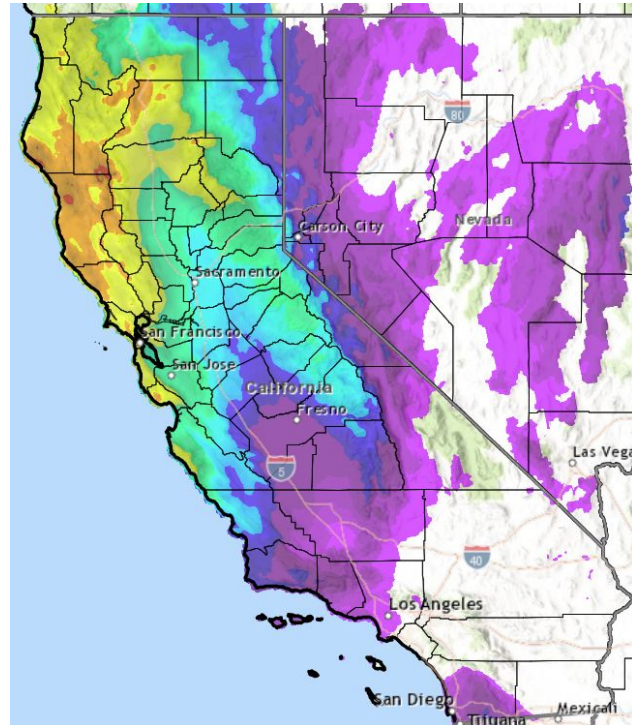 80
Nevada
Carson City
Sacramento
San Francisco
San Jose
California
Fresno
5
Las Vega
40
Los Angeles
San Diego
Mexicali
Tijuana